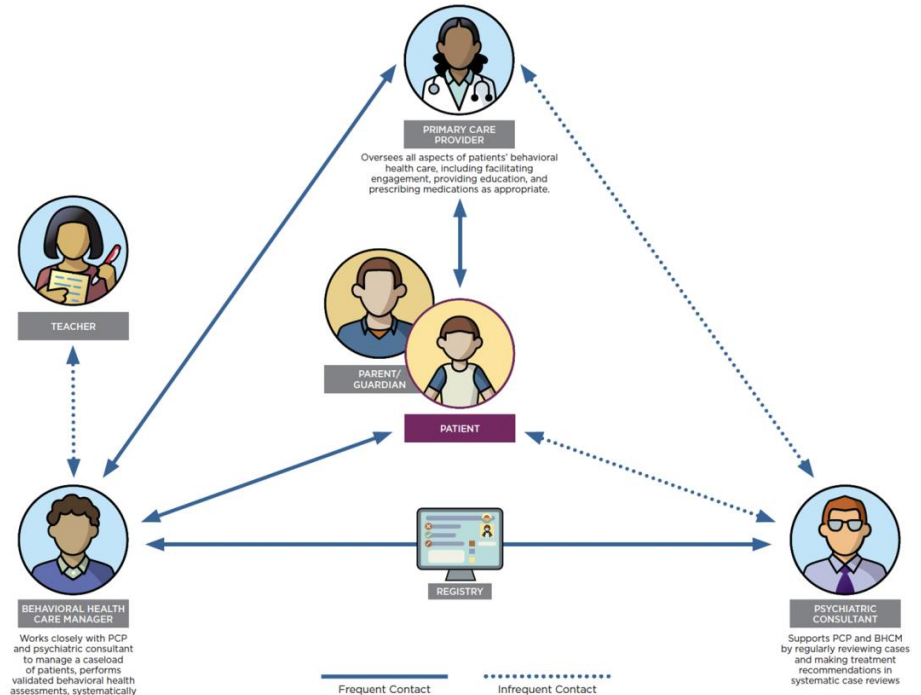 PRIMARY CARE
PROVIDER
Oversees all aspects of patients' behavioral
health care, including facilitating
engagement, providing education, and
prescribing medications as appropriate.
TEACHER
PARENT/
GUARDIAN
PATIENT
REGISTRY
BEHAVIORAL HEALTH
CARE MANAGER
Works closely with PCP
and psychiatric consultant
to manage a caseload
of patients, performs
validated behavioral health
assessments, systematically
PSYCHIATRIC
CONSULTANT
Supports PCP and BHCM
by regularly reviewing cases
and making treatment
recommendations in
systematic case reviews
Frequent Contact
Infrequent Contact